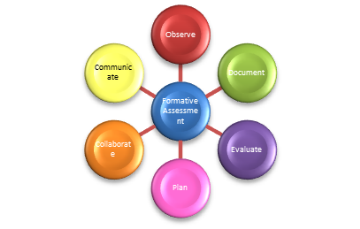 Observe
Document
Evaluate
Plan
Collaborat
e
Communic
ate
Formative
Assessme
nt